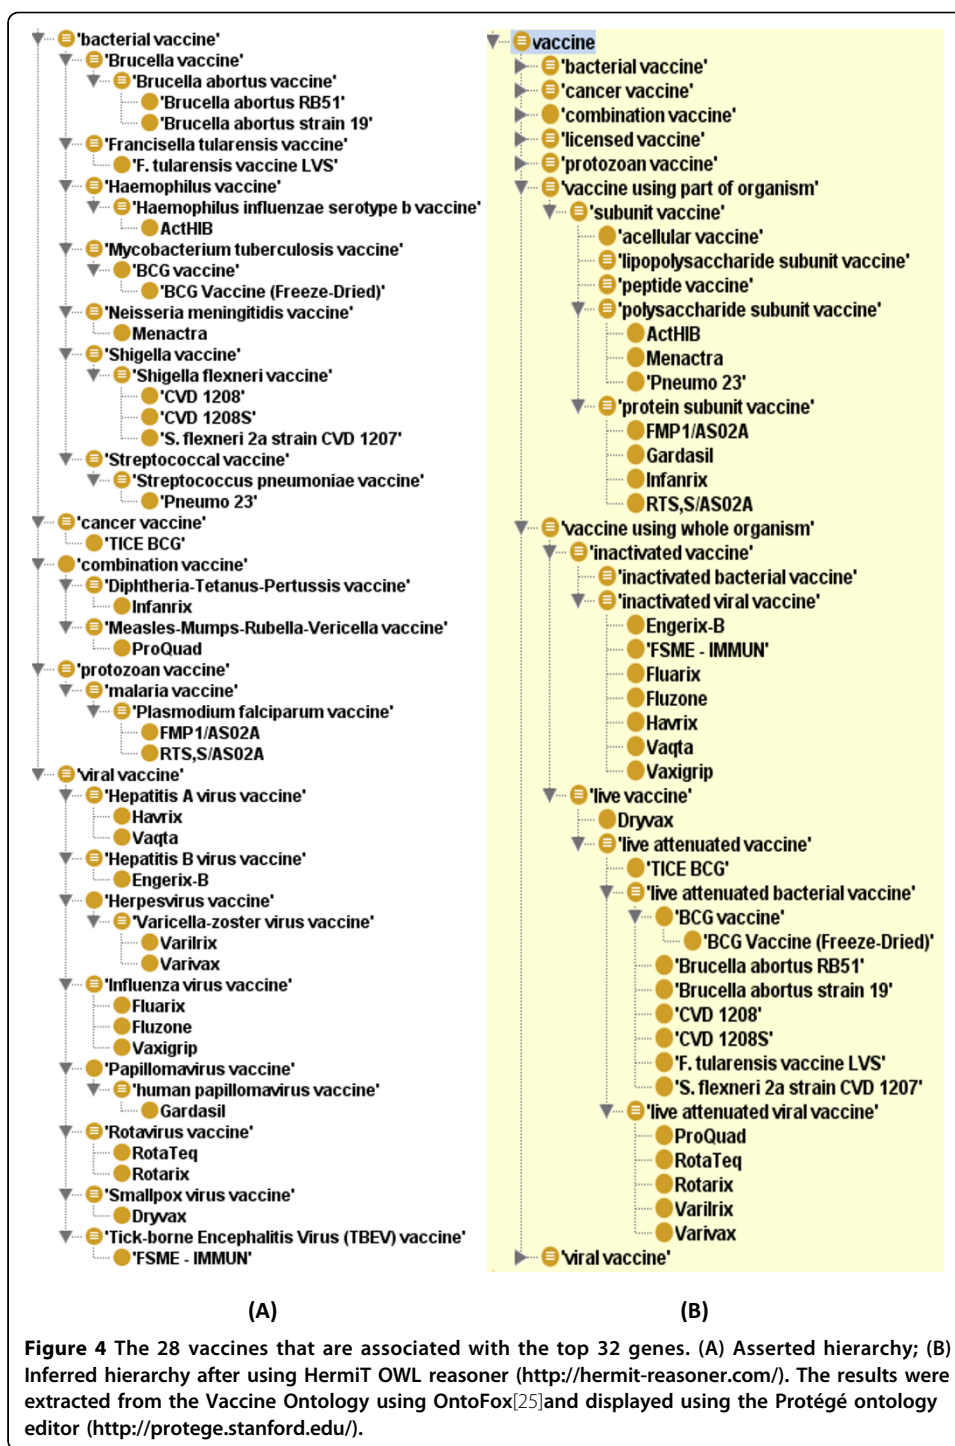 'bacterial vaccine'
'Brucella vaccine'
'Brucella abortus vaccine'
'Brucella abortus RB51'
'Brucella abortus strain 19'
'Francisella tularensis vaccine'
'F. tularensis vaccine LVS'
'Haemophilus vaccine'
'Haemophilus influenzae serotype b vaccine'
ActHIB
'Mycobacterium tuberculosis vaccine'
'BCG vaccine'
'BCG Vaccine (Freeze-Dried)'
'Neisseria meningitidis vaccine'
Menactra
'Shigella vaccine'
'Shigella flexneri vaccine'
'CVD 1208'
'CVD 1208S'
'S. flexneri 2a strain CVD 1207'
'Streptococcal vaccine'
'Streptococcus pneumoniae vaccine'
'Pneumo 23'
'cancer vaccine'
'TICE BCG'
'combination vaccine'
'Diphtheria-Tetanus-Pertussis vaccine'
Infanrix
'Measles-Mumps-Rubella-Vericella vaccine'
ProQuad
'protozoan vaccine'
'malaria vaccine'
'Plasmodium falciparum vaccine'
FMP1/AS02A
RTS,S/AS02A
'viral vaccine'
'Hepatitis A virus vaccine'
Havrix
Vaqta
'Hepatitis B virus vaccine'
Engerix-B
'Herpesvirus vaccine'
'Varicella-zoster virus vaccine'
Varilrix
Varivax
'Influenza virus vaccine'
Fluarix
Fluzone
Vaxigrip
'Papillomavirus vaccine'
'human papillomavirus vaccine'
Gardasil
'Rotavirus vaccine'
RotaTeq
Rotarix
'Smallpox virus vaccine'
Dryvax
'Tick-borne Encephalitis Virus (TBEV) vaccine'
'FSME - IMMUN'
(A)
vaccine
'bacterial vaccine'
'cancer vaccine'
'combination vaccine'
'licensed vaccine'
'protozoan vaccine'
'vaccine using part of organism'
'subunit vaccine'
'acellular vaccine'
'lipopolysaccharide subunit vaccine'
'peptide vaccine'
'polysaccharide subunit vaccine'
ActHIB
Menactra
'Pneumo 23'
'protein subunit vaccine'
FMP1/AS02A
Gardasil
Infanrix
RTS,S/AS02A
'vaccine using whole organism'
'inactivated vaccine'
'inactivated bacterial vaccine'
'inactivated viral vaccine'
Engerix-B
'FSME - IMMUN'
Fluarix
Fluzone
Havrix
Vaqta
Vaxigrip
'live vaccine'
Dryvax
'live attenuated vaccine'
'TICE BCG'
'live attenuated bacterial vaccine'
'BCG vaccine'
'BCG Vaccine (Freeze-Dried)'
'Brucella abortus RB51'
'Brucella abortus strain 19'
'CVD 1208'
'CVD 1208S'
'F. tularensis vaccine LVS'
'S. flexneri 2a strain CVD 1207'
'live attenuated viral vaccine'
ProQuad
RotaTeq
Rotarix
Varilrix
Varivax
'viral vaccine'
(B)
Figure 4 The 28 vaccines that are associated with the top 32 genes. (A) Asserted hierarchy; (B)
Inferred hierarchy after using HermiT OWL reasoner (http://hermit-reasoner.com/). The results were
extracted from the Vaccine Ontology using OntoFox[25]and displayed using the Protégé ontology
editor (http://protege.stanford.edu/).